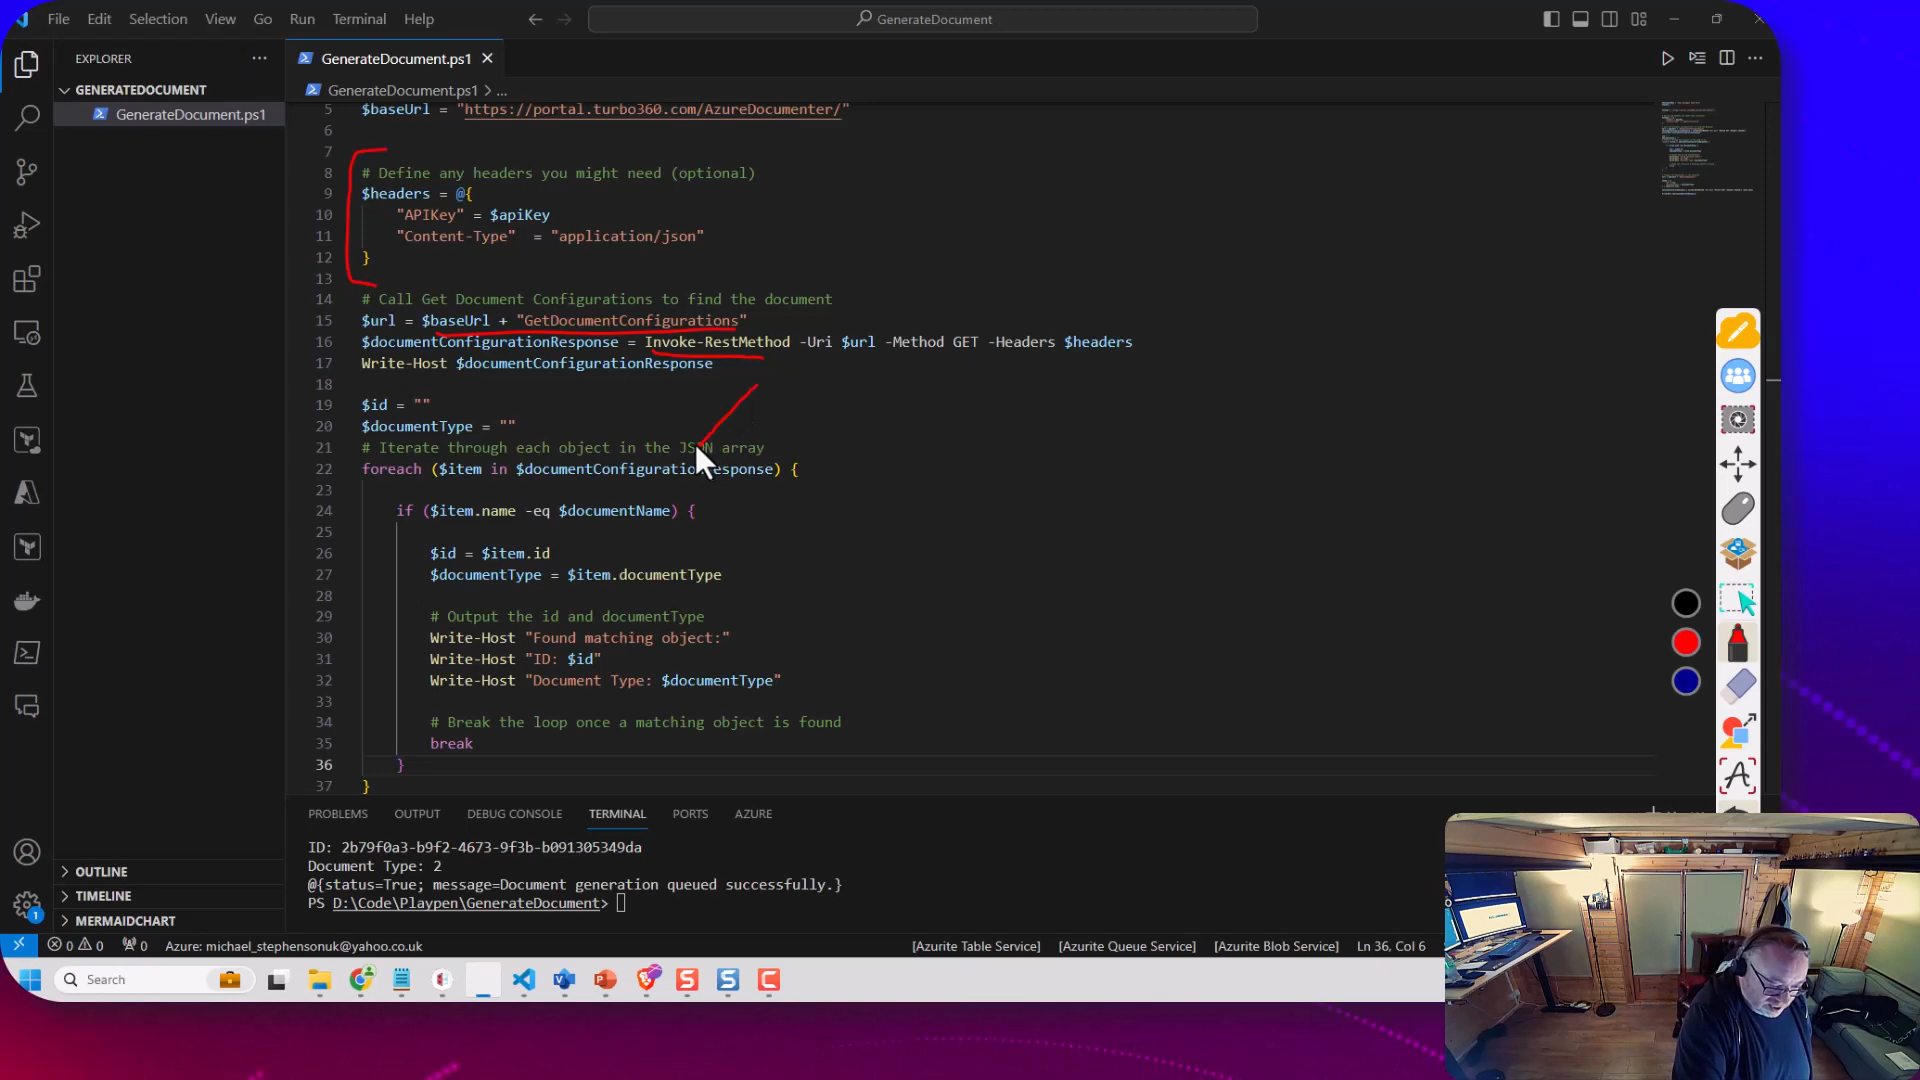 File Edit Selection View Go Run Terminal Help
GenerateDocument
EXPLORER
GENERATEDOCUMENT
GenerateDocument.ps1
GenerateDocument.ps1
GenerateDocument.ps1 > ...
5 $baseUrl = "https://portal.turbo360.com/AzureDocumenter/"
6
7
8 # Define any headers you might need (optional)
9 $headers = @{
10 "APIKey" = $apiKey
11 "Content-Type" = "application/json"
12 }
13
14 # Call Get Document Configurations to find the document
15 $url = $baseUrl + "GetDocumentConfigurations"
16 $documentConfigurationResponse = Invoke-RestMethod -Uri $url -Method GET -Headers $headers
17 Write-Host $documentConfigurationResponse
18
19 $id = ""
20 $documentType = ""
21 # Iterate through each object in the JSON array
22 foreach ($item in $documentConfigurationResponse) {
23
24 if ($item.name -eq $documentName) {
25
26 $id = $item.id
27 $documentType = $item.documentType
28
29 # Output the id and documentType
30 Write-Host "Found matching object:"
31 Write-Host "ID: $id"
32 Write-Host "Document Type: $documentType"
33
34 # Break the loop once a matching object is found
35 break
36 }
37 }
PROBLEMS OUTPUT DEBUG CONSOLE TERMINAL PORTS AZURE
ID: 2b79f0a3-b9f2-4673-9f3b-b091305349da
Document Type: 2
@{status=True; message=Document generation queued successfully.}
PS D:\Code\Playpen\GenerateDocument>
OUTLINE
TIMELINE
MERMAIDCHART
1
0 0 0 Azure: michael_stephensonuk@yahoo.co.uk [Azurite Table Service] [Azurite Queue Service] [Azurite Blob Service] Ln 36, Col 6
Search